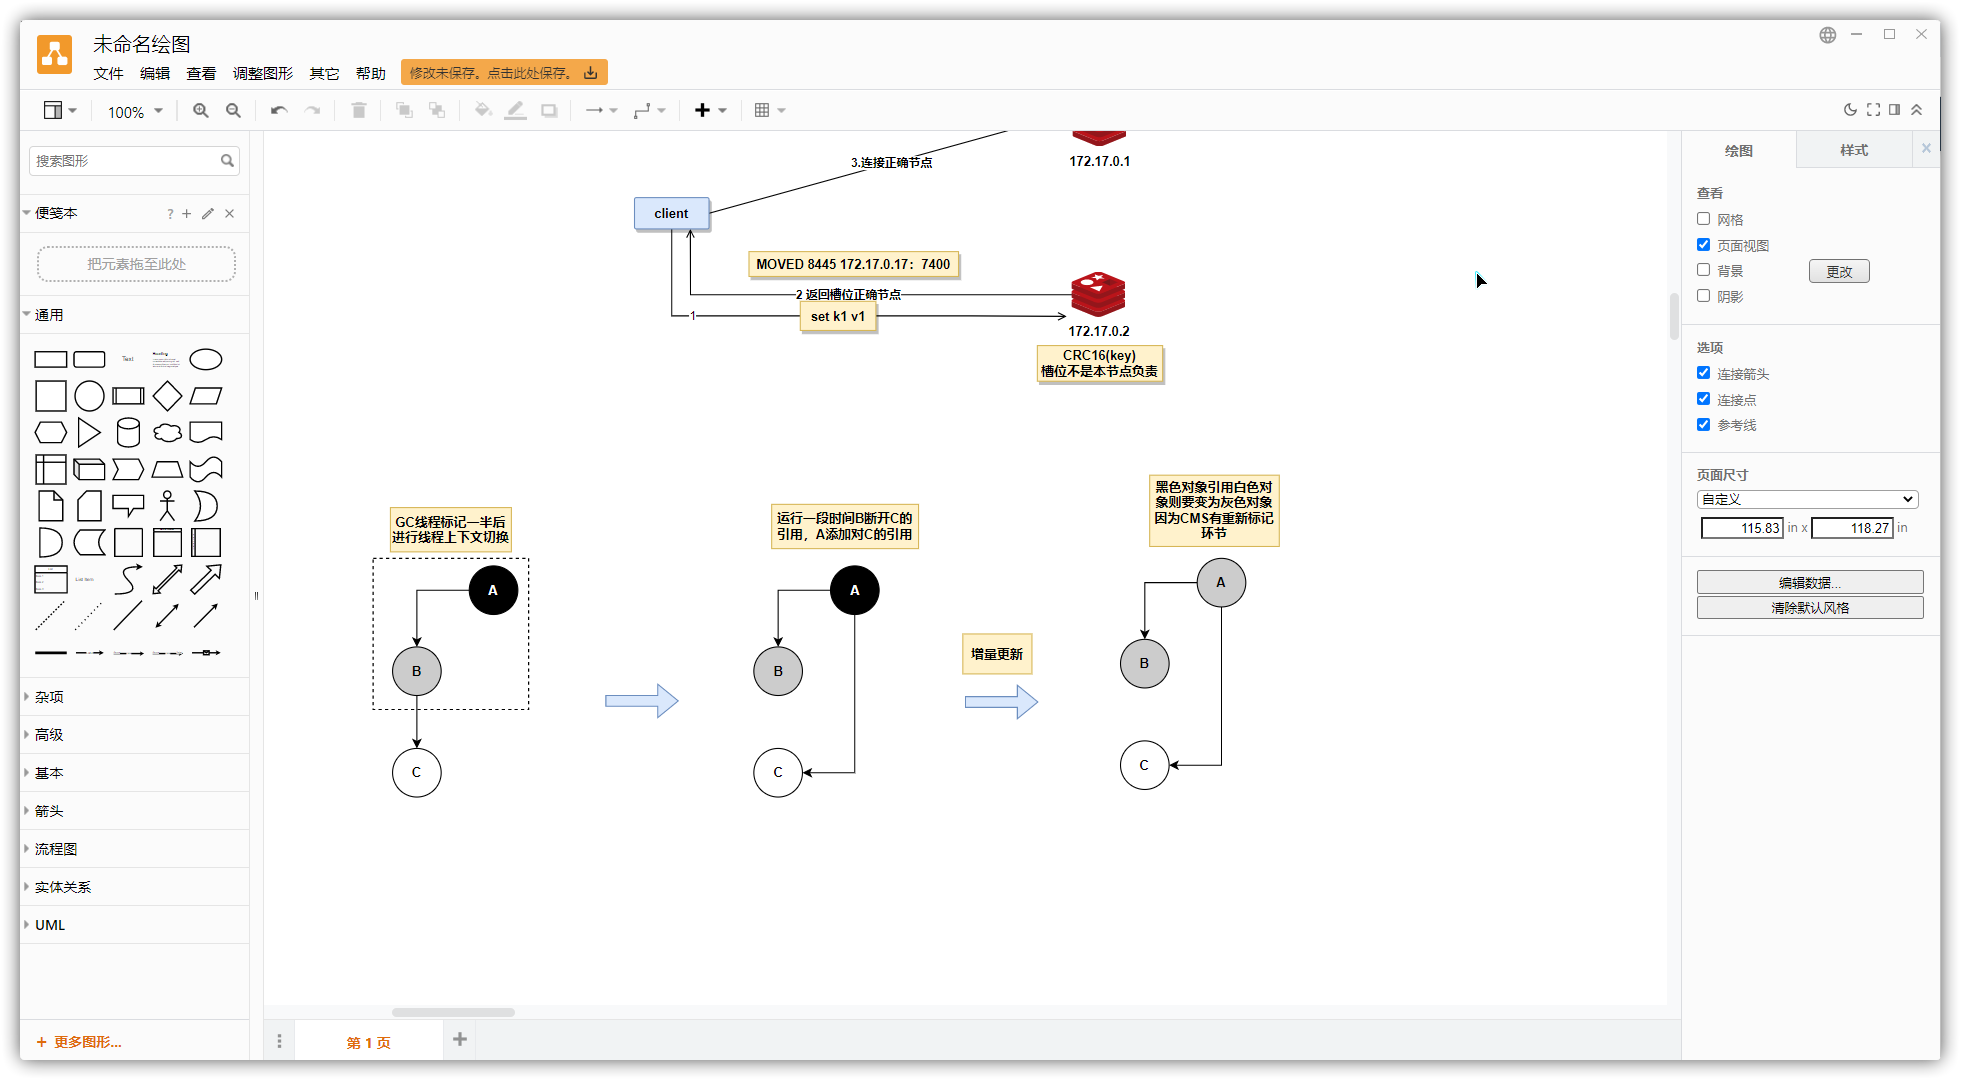 未命名绘图
文件 编辑 查看 调整图形 其它 帮助 修改未保存。点击此处保存。
100%
搜索图形
便笺本
?
把元素拖至此处
通用
Text
Heading
List Item
杂项
高级
基本
箭头
流程图
实体关系
UML
+ 更多图形...
3.连接正确节点
172.17.0.1
client
MOVED 8445 172.17.0.17：7400
2 返回槽位正确节点
1
set k1 v1
172.17.0.2
CRC16(key)
槽位不是本节点负责
GC线程标记一半后
进行线程上下文切换
A
B
C
运行一段时间B断开C的
引用，A添加对C的引用
A
B
C
增量更新
黑色对象引用白色对
象则要变为灰色对象
因为CMS有重新标记
环节
A
B
C
第 1 页
绘图 样式
查看
网格
页面视图
背景 更改
阴影
选项
连接箭头
连接点
参考线
页面尺寸
自定义
115.83 in x 118.27 in
编辑数据...
清除默认风格